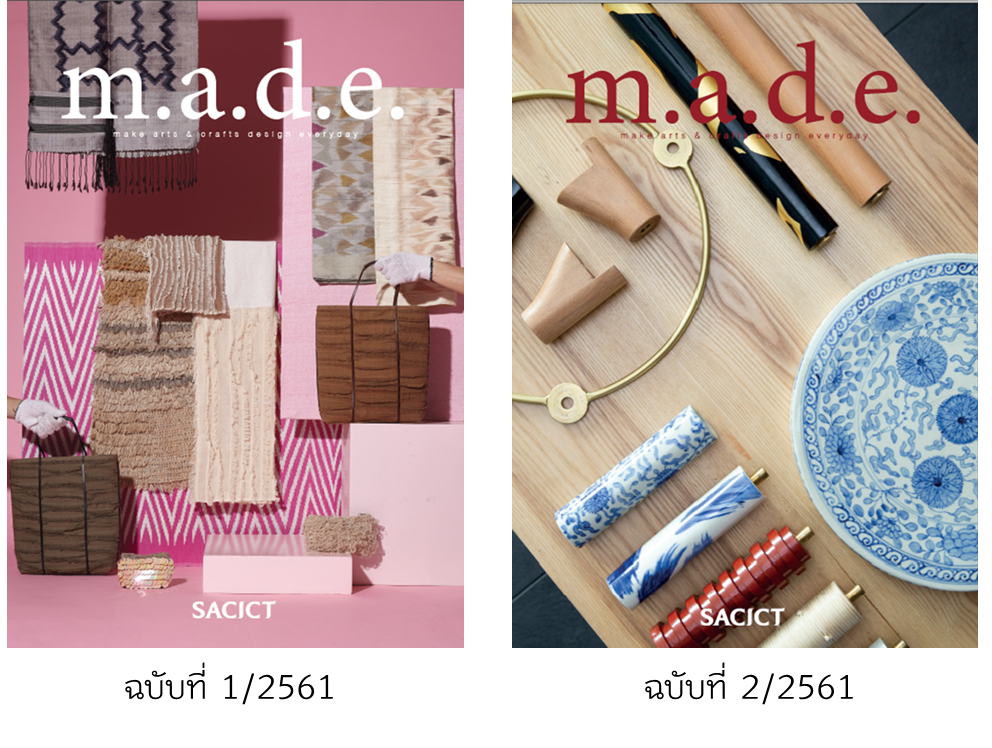 m.a.d.e.
make arts & crafts design everyday
SACICT
ฉบับที่ 1/2561
m.a.d.e.
make arts & crafts design everyday
SACICT
ฉบับที่ 2/2561